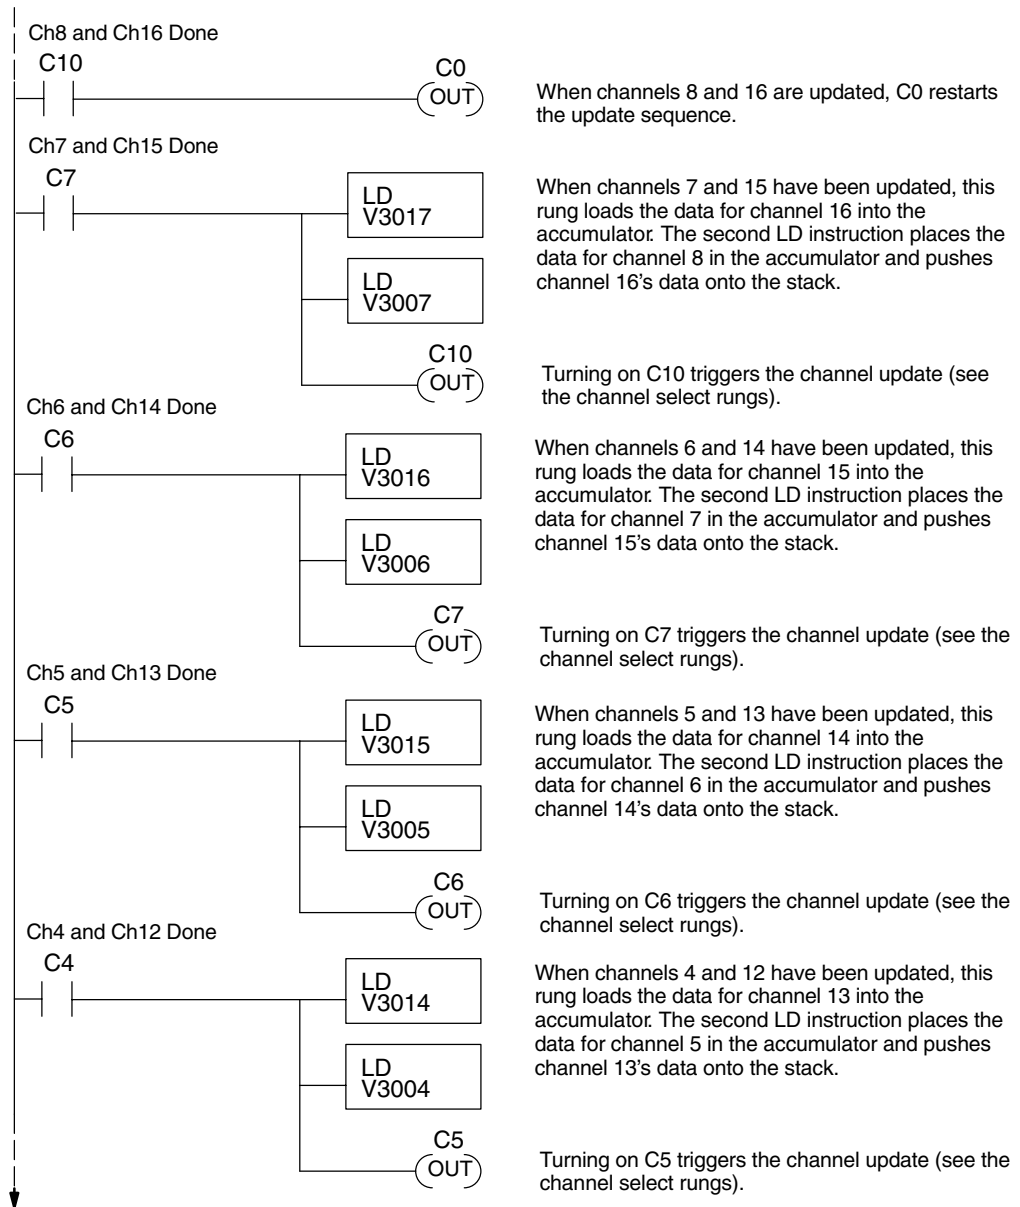 Ch8 and Ch16 Done
C10
C0
OUT
When channels 8 and 16 are updated, C0 restarts
the update sequence.
Ch7 and Ch15 Done
C7
LD
V3017
When channels 7 and 15 have been updated, this
rung loads the data for channel 16 into the
accumulator. The second LD instruction places the
data for channel 8 in the accumulator and pushes
channel 16's data onto the stack.
LD
V3007
C10
OUT
Turning on C10 triggers the channel update (see
the channel select rungs).
Ch6 and Ch14 Done
C6
LD
V3016
When channels 6 and 14 have been updated, this
rung loads the data for channel 15 into the
accumulator. The second LD instruction places the
data for channel 7 in the accumulator and pushes
channel 15's data onto the stack.
LD
V3006
C7
OUT
Turning on C7 triggers the channel update (see the
channel select rungs).
Ch5 and Ch13 Done
C5
LD
V3015
When channels 5 and 13 have been updated, this
rung loads the data for channel 14 into the
accumulator. The second LD instruction places the
data for channel 6 in the accumulator and pushes
channel 14's data onto the stack.
LD
V3005
C6
OUT
Turning on C6 triggers the channel update (see the
channel select rungs).
Ch4 and Ch12 Done
C4
LD
V3014
When channels 4 and 12 have been updated, this
rung loads the data for channel 13 into the
accumulator. The second LD instruction places the
data for channel 5 in the accumulator and pushes
channel 13's data onto the stack.
LD
V3004
C5
OUT
Turning on C5 triggers the channel update (see the
channel select rungs).